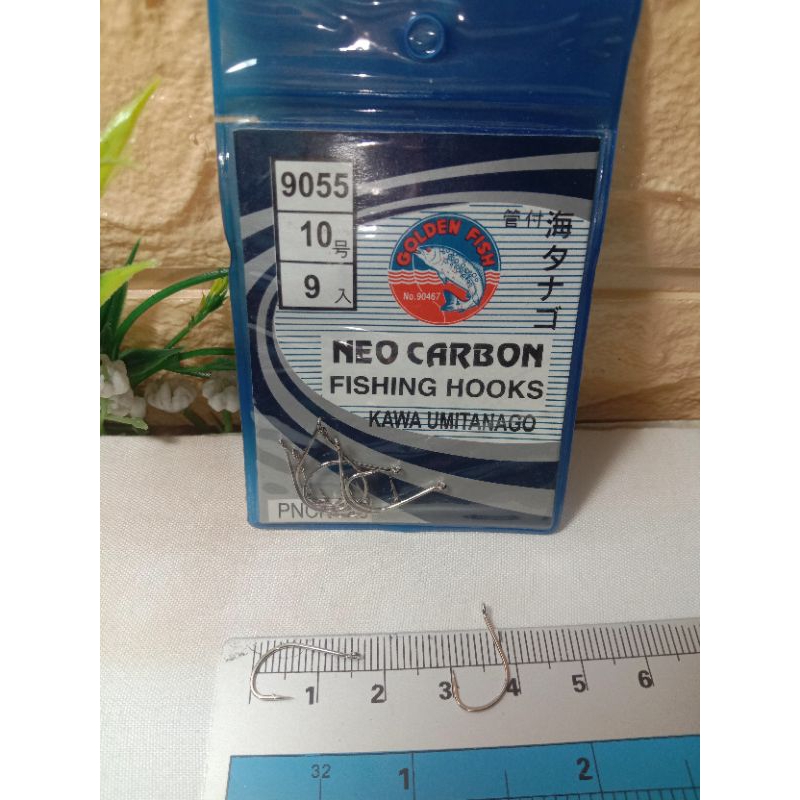 9055
10号
9入
GOLDEN FISH
No.90467
管付 海タナゴ
NEO CARBON
FISHING HOOKS
KAWA UMITANAGO
1 2 3 4 5 6
32 1 2